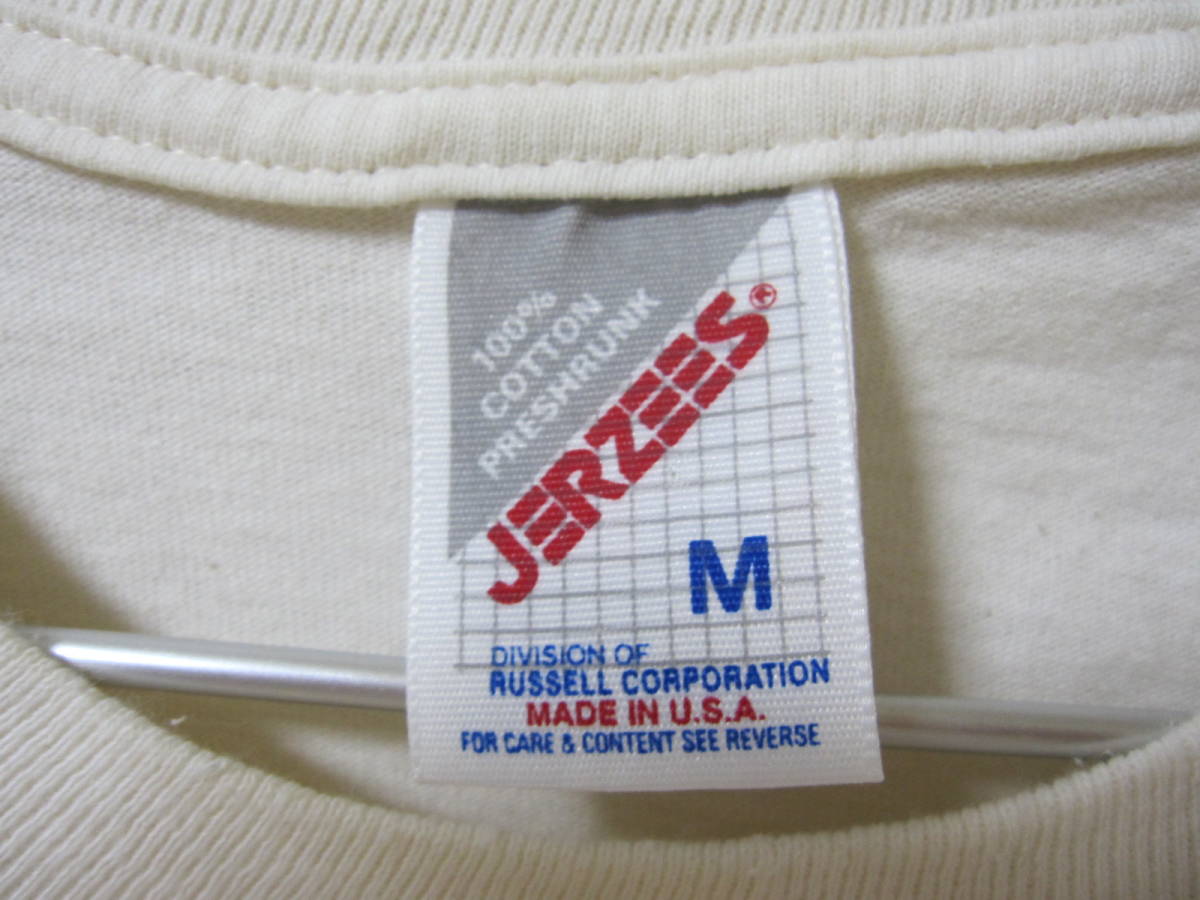 100%
COTTON
PRESHRUNK
JERZEES®
M
DIVISION OF
RUSSELL CORPORATION
MADE IN U.S.A.
FOR CARE & CONTENT SEE REVERSE